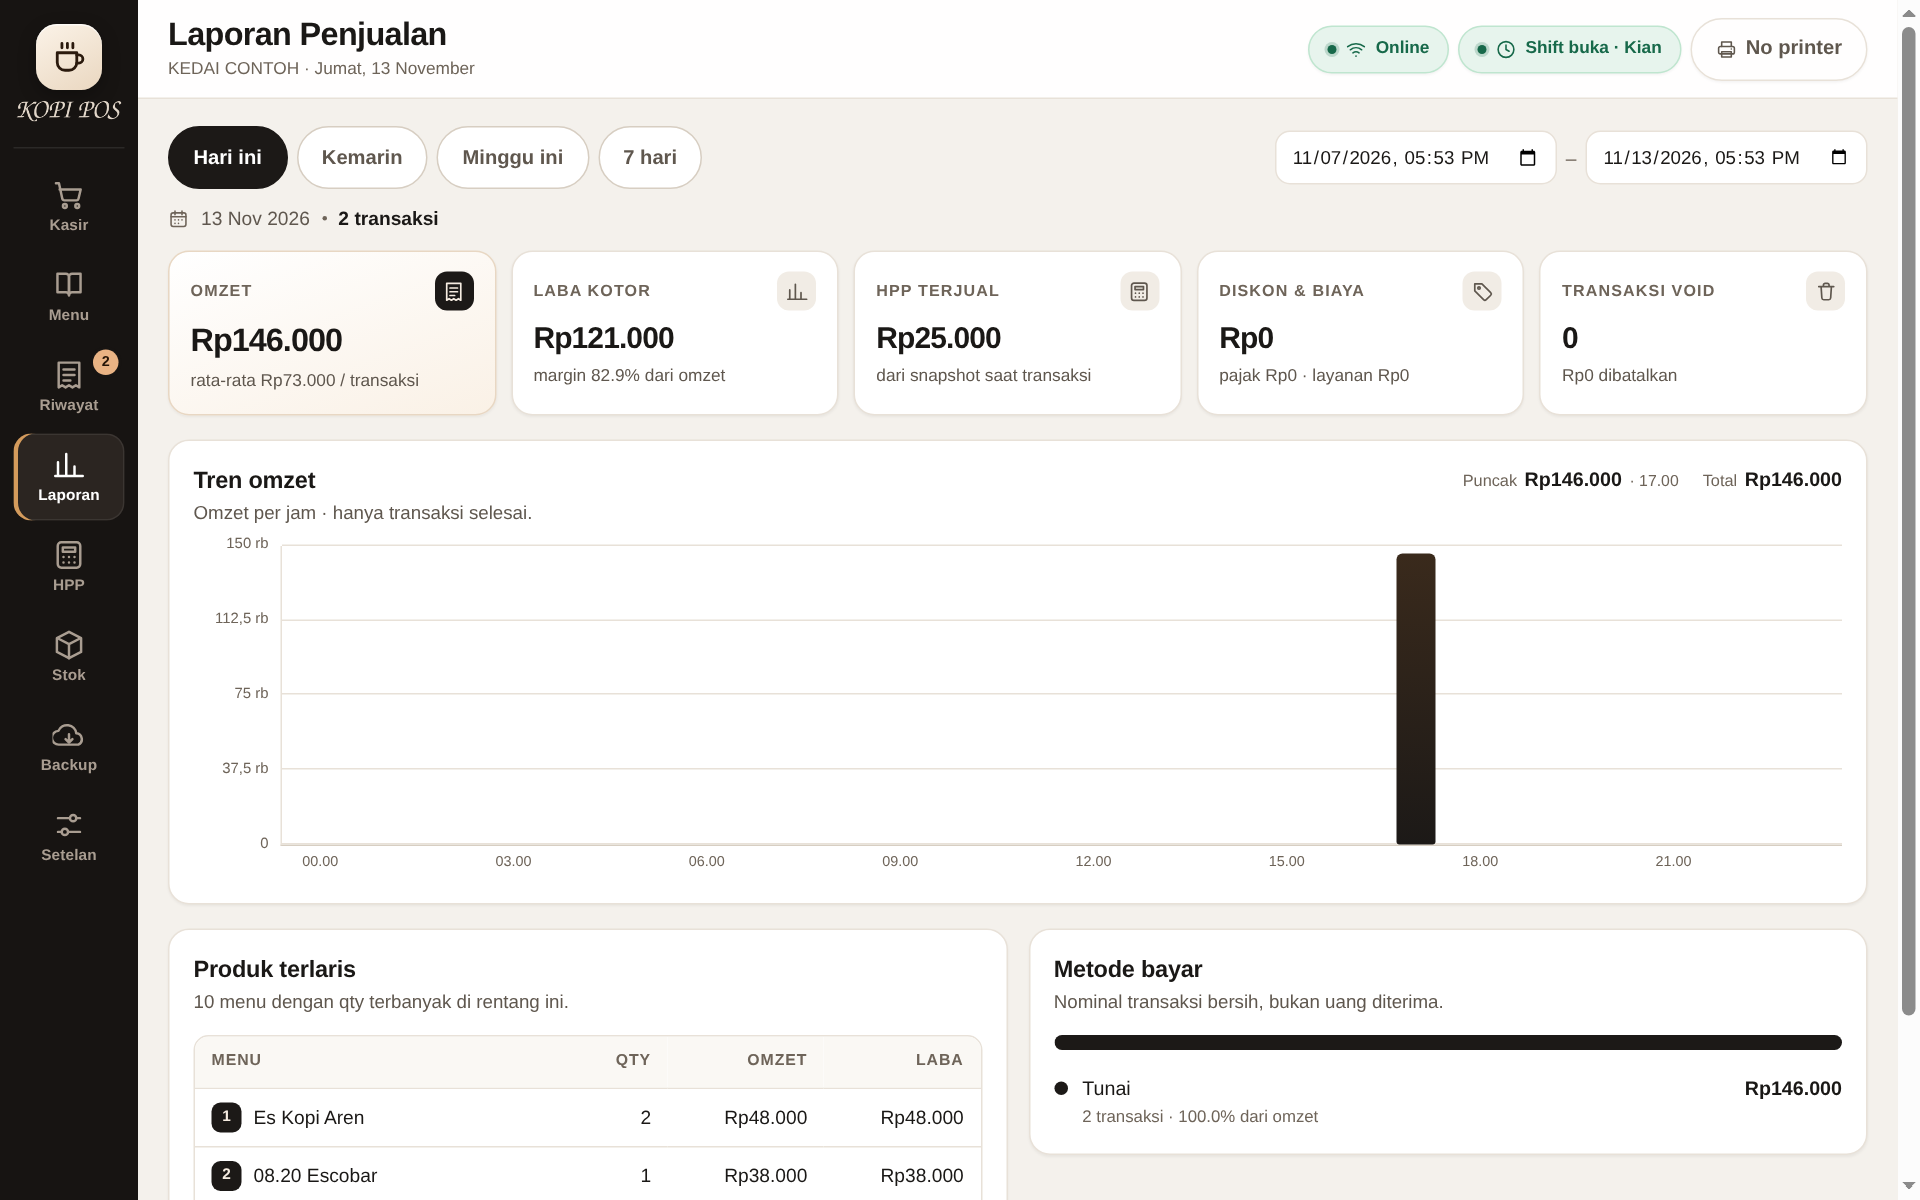 KOPI POS
Kasir
Menu
2
Riwayat
Laporan
HPP
Stok
Backup
Setelan
Laporan Penjualan
KEDAI CONTOH · Jumat, 13 November
Online
Shift buka · Kian
No printer
Hari ini
Kemarin
Minggu ini
7 hari
11/07/2026, 05:53 PM
–
11/13/2026, 05:53 PM
13 Nov 2026 • 2 transaksi
OMZET
Rp146.000
rata-rata Rp73.000 / transaksi
LABA KOTOR
Rp121.000
margin 82.9% dari omzet
HPP TERJUAL
Rp25.000
dari snapshot saat transaksi
DISKON & BIAYA
Rp0
pajak Rp0 · layanan Rp0
TRANSAKSI VOID
0
Rp0 dibatalkan
Tren omzet
Omzet per jam · hanya transaksi selesai.
Puncak Rp146.000 · 17.00 Total Rp146.000
150 rb
112,5 rb
75 rb
37,5 rb
0
00.00 03.00 06.00 09.00 12.00 15.00 18.00 21.00
Produk terlaris
10 menu dengan qty terbanyak di rentang ini.
MENU QTY OMZET LABA
1 Es Kopi Aren 2 Rp48.000 Rp48.000
2 08.20 Escobar 1 Rp38.000 Rp38.000
Metode bayar
Nominal transaksi bersih, bukan uang diterima.
Tunai Rp146.000
2 transaksi · 100.0% dari omzet